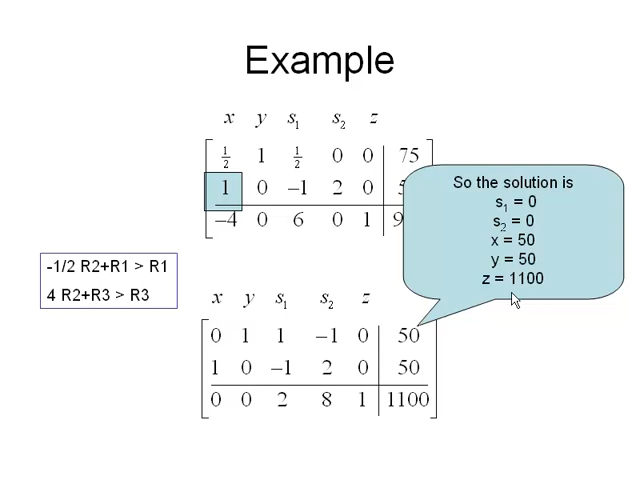 Example
x y s1 s2 z
1/2 1 1/2 0 0 75
1 0 −1 2 0
−4 0 6 0 1
So the solution is
s1 = 0
s2 = 0
x = 50
y = 50
z = 1100
-1/2 R2+R1 > R1
4 R2+R3 > R3
x y s1 s2 z
0 1 1 −1 0 50
1 0 −1 2 0 50
0 0 2 8 1 1100